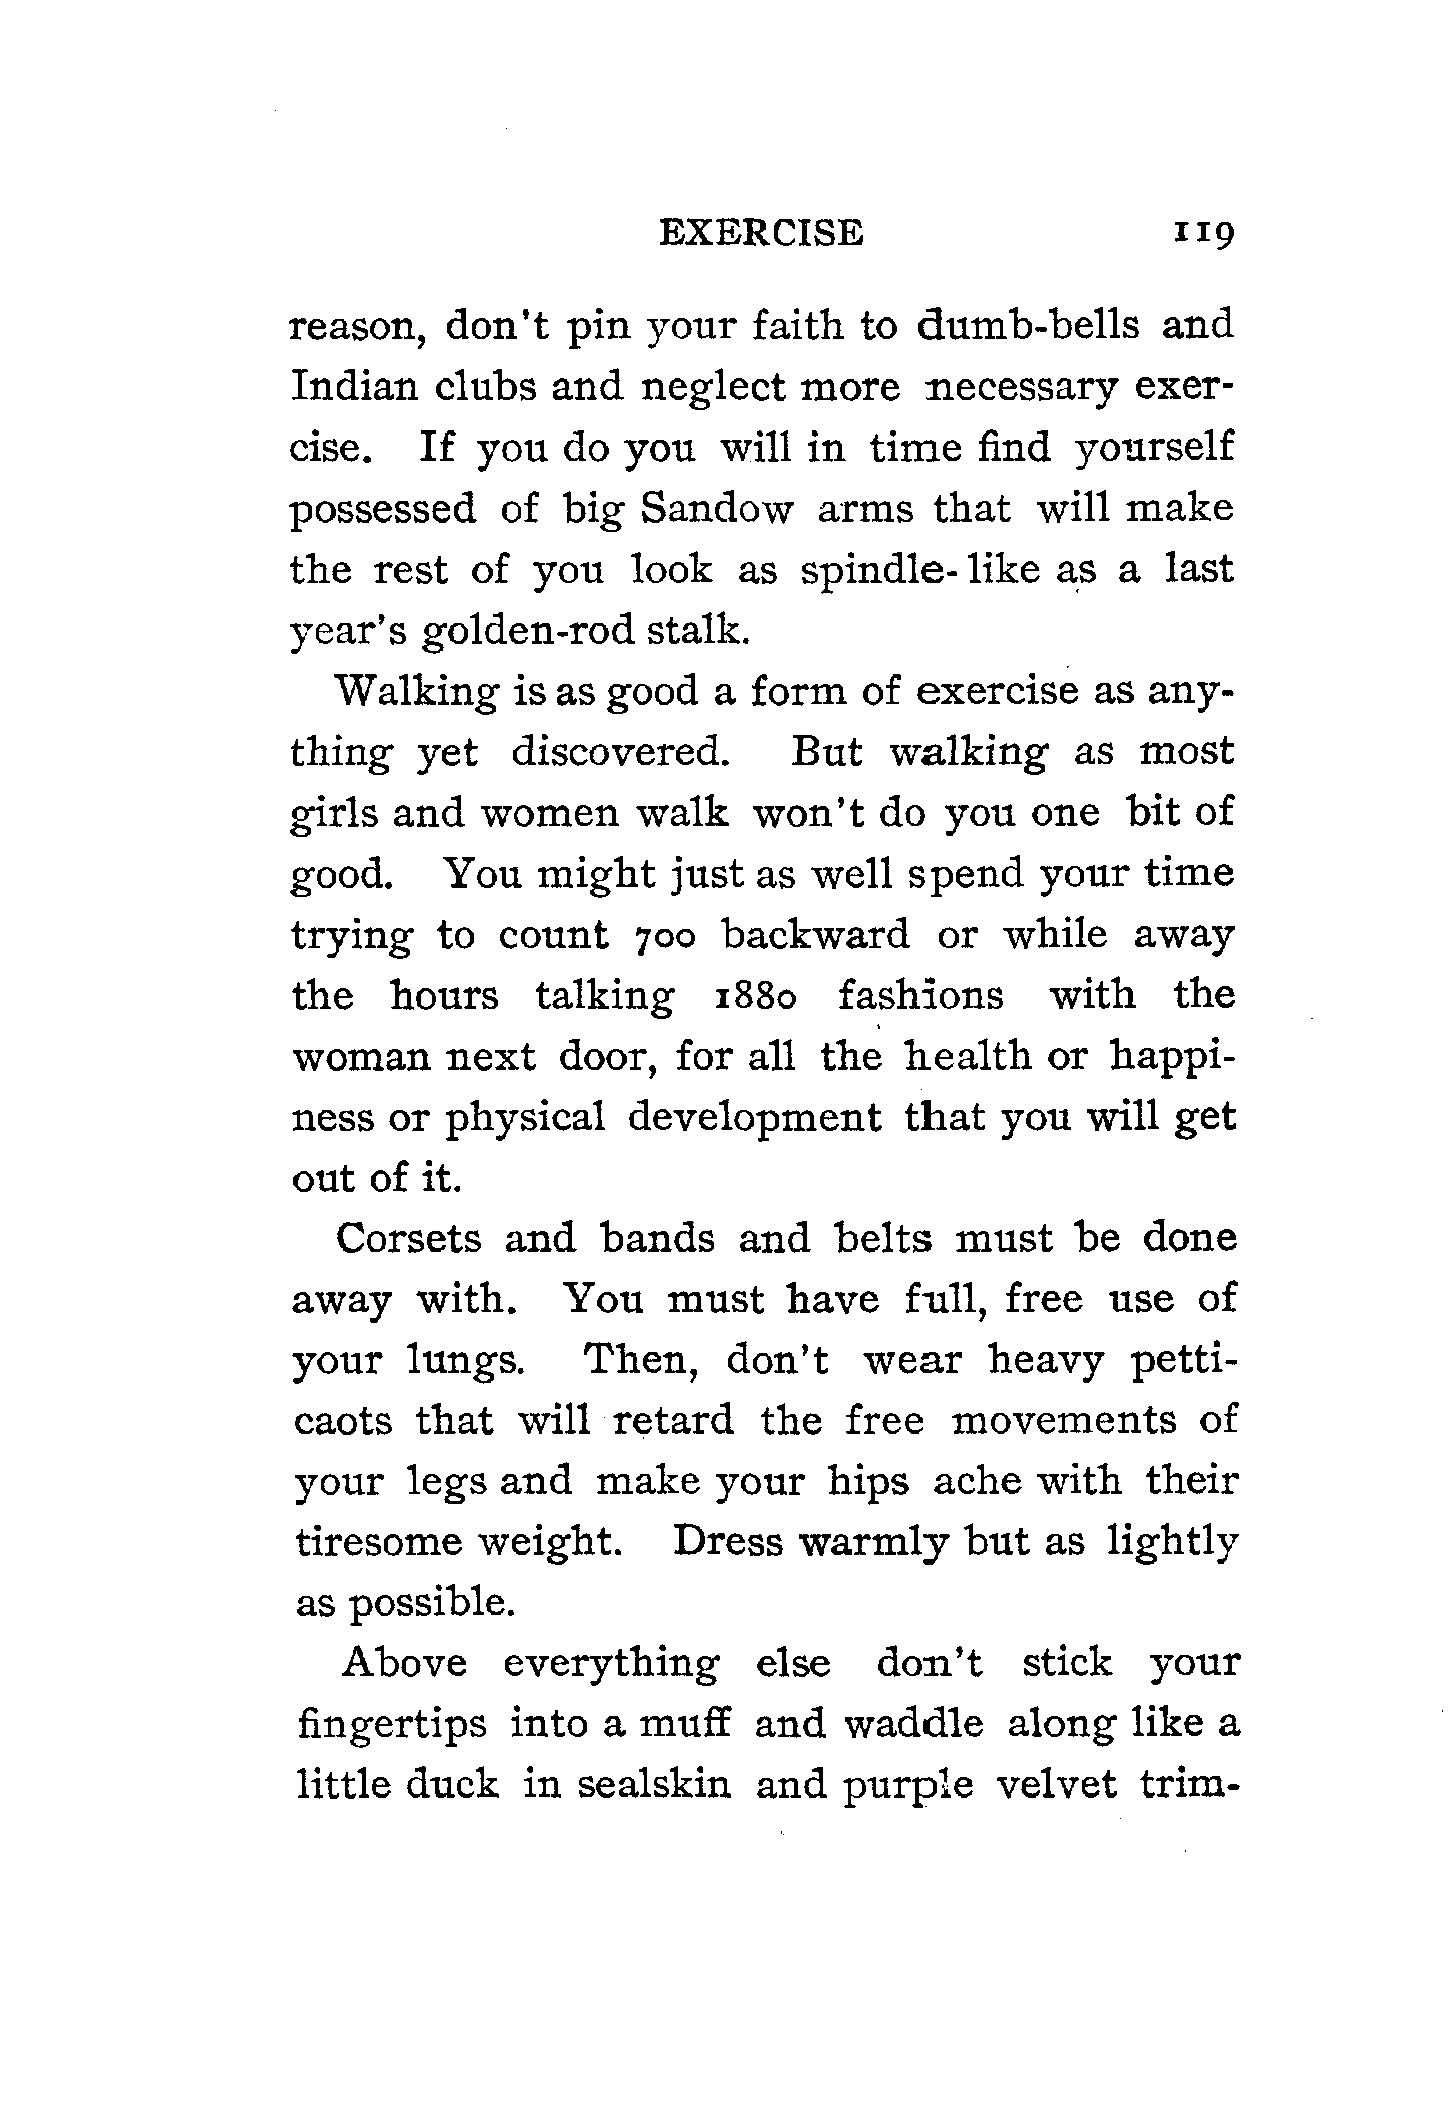 EXERCISE 119
reason, don't pin your faith to dumb-bells and
Indian clubs and neglect more necessary exer-
cise. If you do you will in time find yourself
possessed of big Sandow arms that will make
the rest of you look as spindle-like as a last
year's golden-rod stalk.
Walking is as good a form of exercise as any-
thing yet discovered. But walking as most
girls and women walk won't do you one bit of
good. You might just as well spend your time
trying to count 700 backward or while away
the hours talking 1880 fashions with the
woman next door, for all the health or happi-
ness or physical development that you will get
out of it.
Corsets and bands and belts must be done
away with. You must have full, free use of
your lungs. Then, don't wear heavy petti-
caots that will retard the free movements of
your legs and make your hips ache with their
tiresome weight. Dress warmly but as lightly
as possible.
Above everything else don't stick your
fingertips into a muff and waddle along like a
little duck in sealskin and purple velvet trim-